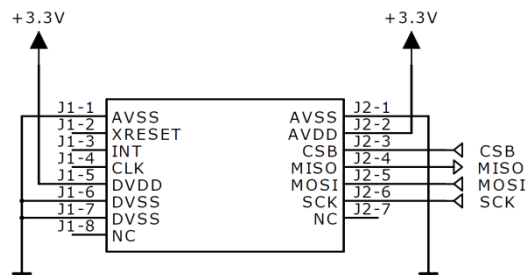 +3.3V +3.3V
J1-1 AVSS AVSS J2-1
J1-2 XRESET AVDD J2-2
J1-3 INT CSB J2-3 CSB
J1-4 CLK MISO J2-4 MISO
J1-5 DVDD MOSI J2-5 MOSI
J1-6 DVSS SCK J2-6 SCK
J1-7 DVSS NC J2-7
J1-8 NC